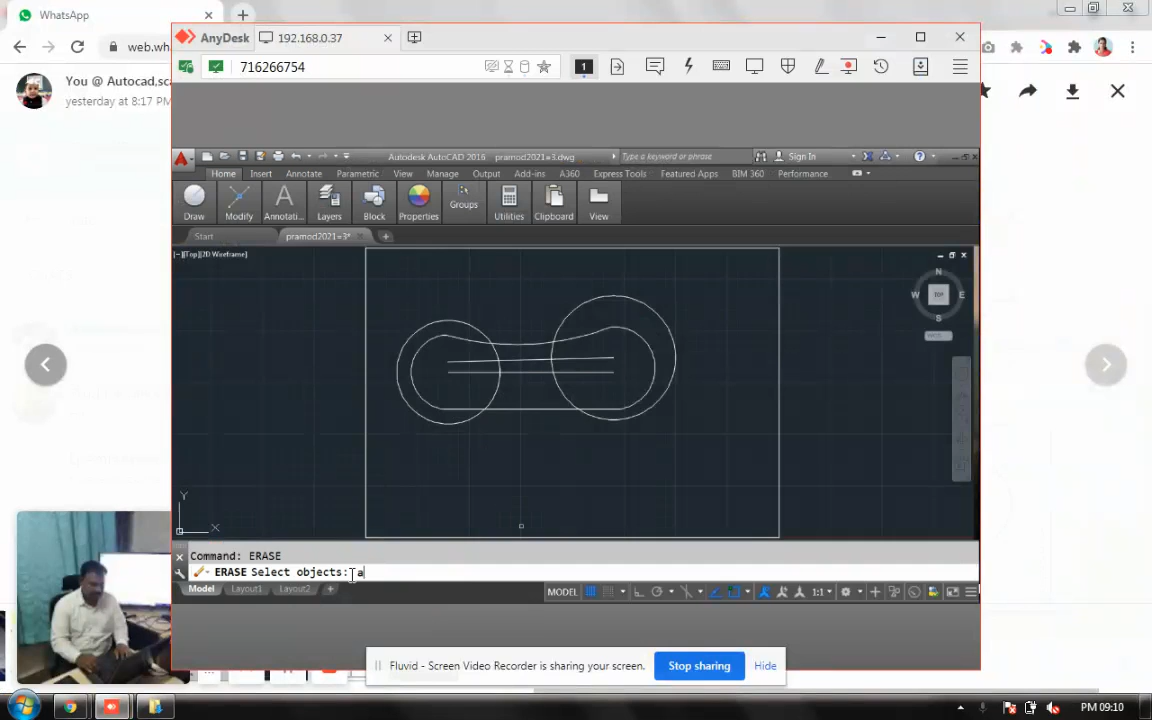 WhatsApp
AnyDesk
192.168.0.37
web.wha
716266754
You @ Autocad,sca
yesterday at 8:17 PM
Autodesk AutoCAD 2016 pramod2021=3.dwg
Type a keyword or phrase
Sign In
Home Insert Annotate Parametric View Manage Output Add-ins A360 Express Tools Featured Apps BIM 360 Performance
Draw Modify Annotati... Layers Block Properties Groups Utilities Clipboard View
Start pramod2021=3*
[−][Top][2D Wireframe]
N
W TOP E
S
Y
X
Command: ERASE
ERASE Select objects: a
Model Layout1 Layout2
MODEL 1:1
Fluvid - Screen Video Recorder is sharing your screen. Stop sharing Hide
PM 09:10